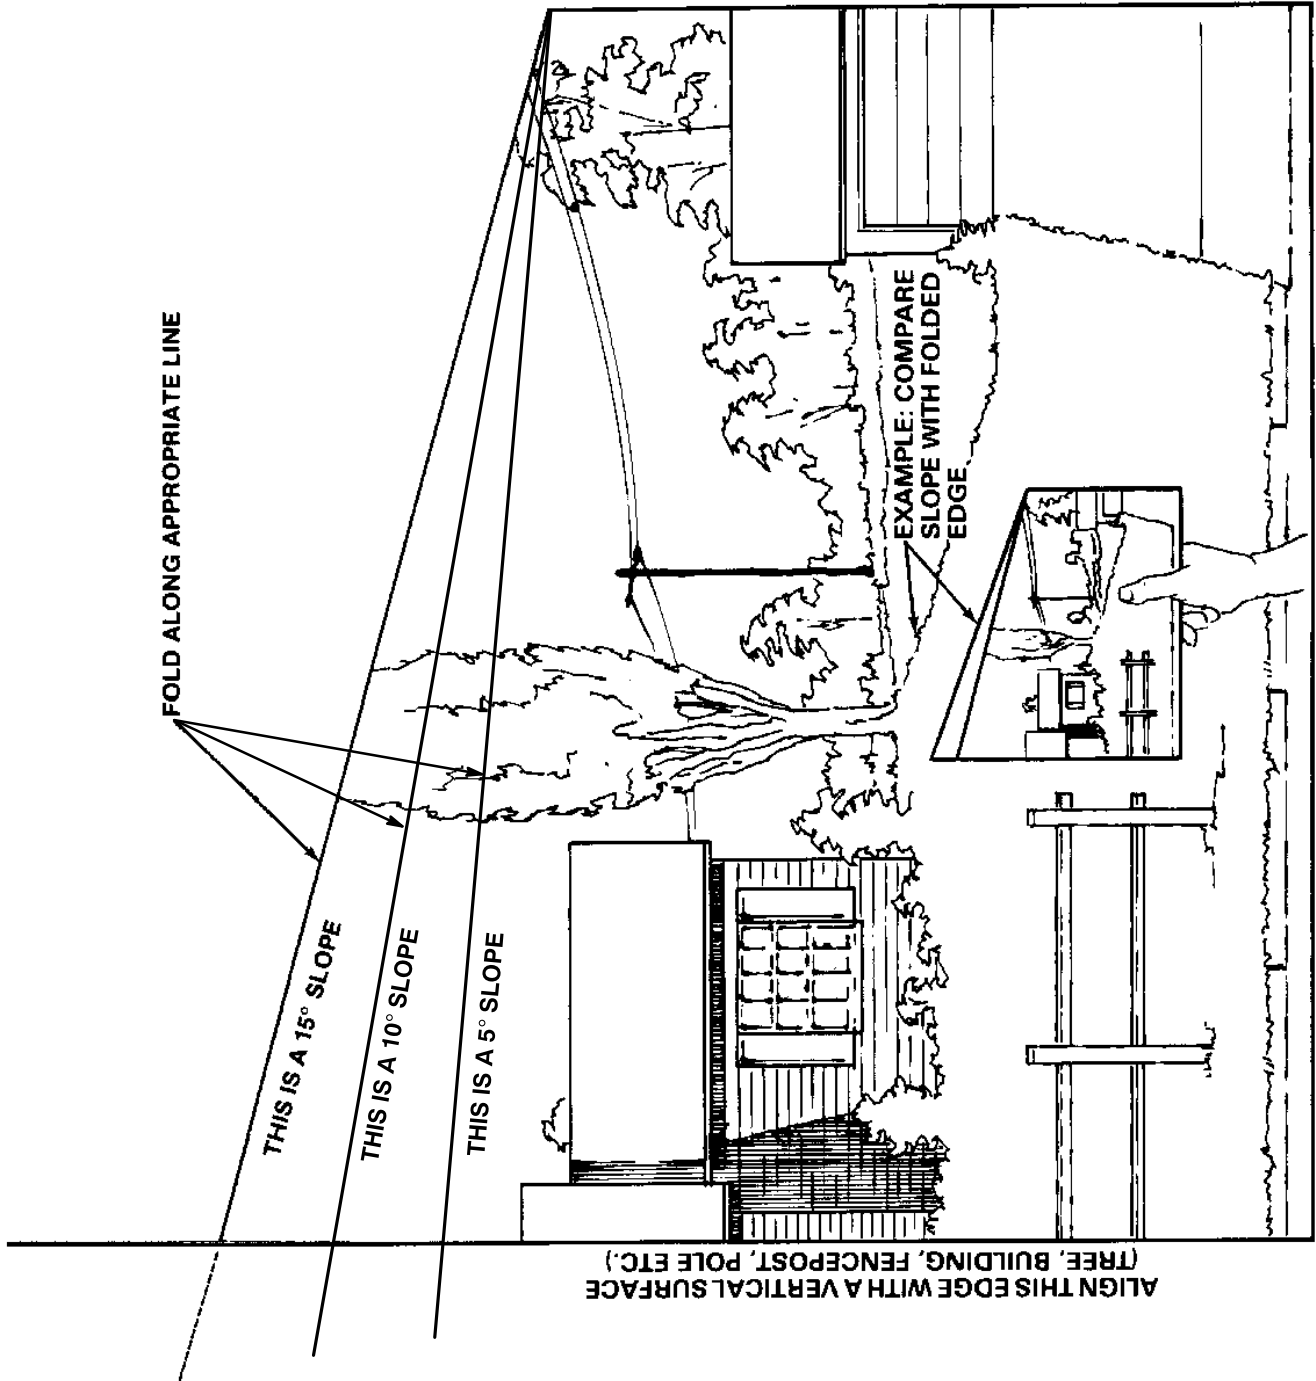 FOLD ALONG APPROPRIATE LINE
THIS IS A 15° SLOPE
THIS IS A 10° SLOPE
THIS IS A 5° SLOPE
EXAMPLE: COMPARE
SLOPE WITH FOLDED
EDGE
ALIGN THIS EDGE WITH A VERTICAL SURFACE
(TREE, BUILDING, FENCEPOST, POLE ETC.)